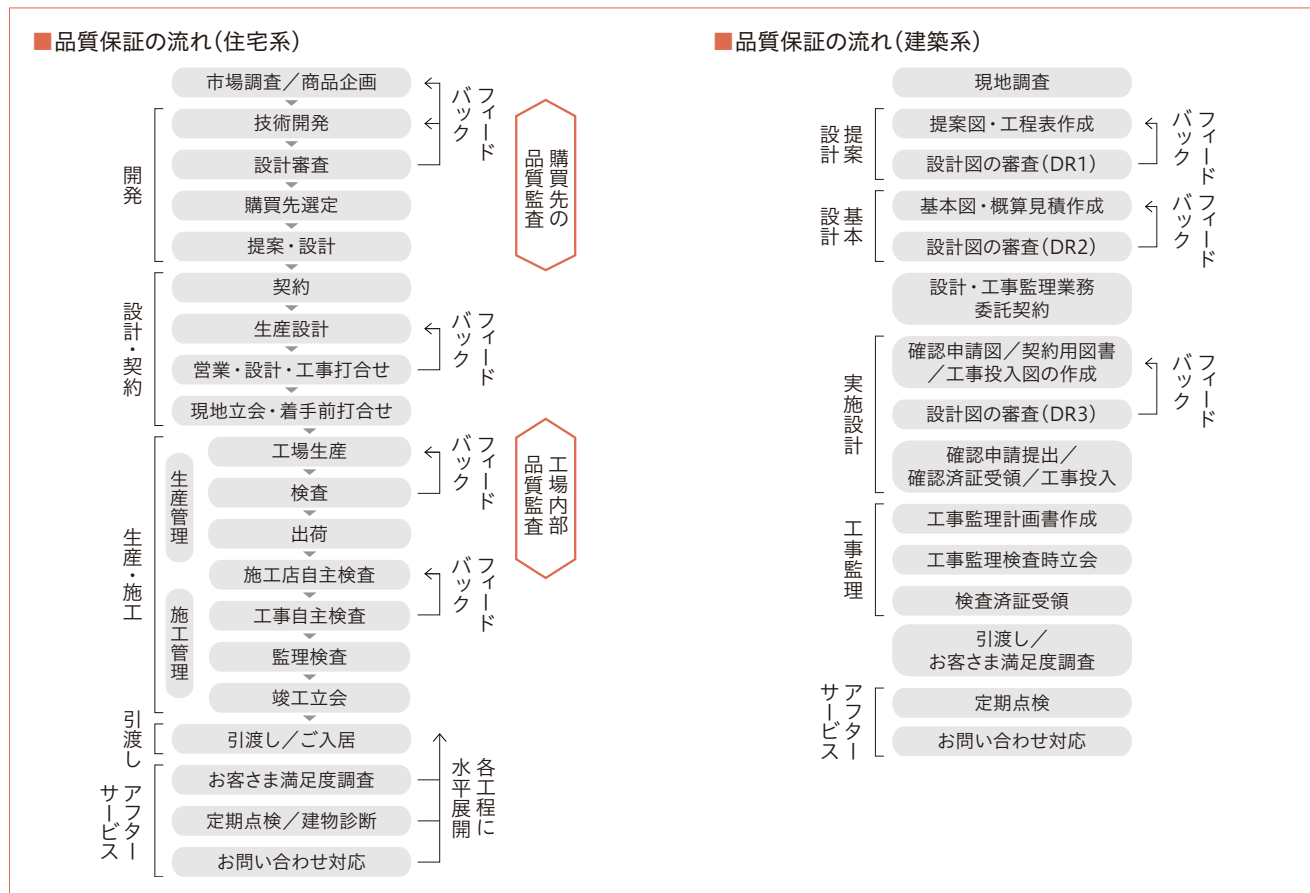 ■品質保証の流れ（住宅系）
市場調査／商品企画
技術開発
設計審査
購買先選定
提案・設計
開発
フィード
バック
購買先の
品質監査
契約
生産設計
営業・設計・工事打合せ
現地立会・着手前打合せ
設計・契約
フィード
バック
工場生産
検査
出荷
施工店自主検査
工事自主検査
監理検査
竣工立会
生産・施工
生産管理
施工管理
フィード
バック
フィード
バック
工場内部
品質監査
引渡し／ご入居
引渡し
お客さま満足度調査
定期点検／建物診断
お問い合わせ対応
アフター
サービス
各工程に
水平展開
■品質保証の流れ（建築系）
現地調査
提案図・工程表作成
設計図の審査（DR1）
提案
設計
フィード
バック
基本図・概算見積作成
設計図の審査（DR2）
基本
設計
フィード
バック
設計・工事監理業務
委託契約
確認申請図／契約用図書
／工事投入図の作成
設計図の審査（DR3）
確認申請提出／
確認済証受領／工事投入
実施設計
フィード
バック
工事監理計画書作成
工事監理検査時立会
検査済証受領
工事監理
引渡し／
お客さま満足度調査
定期点検
お問い合わせ対応
アフター
サービス